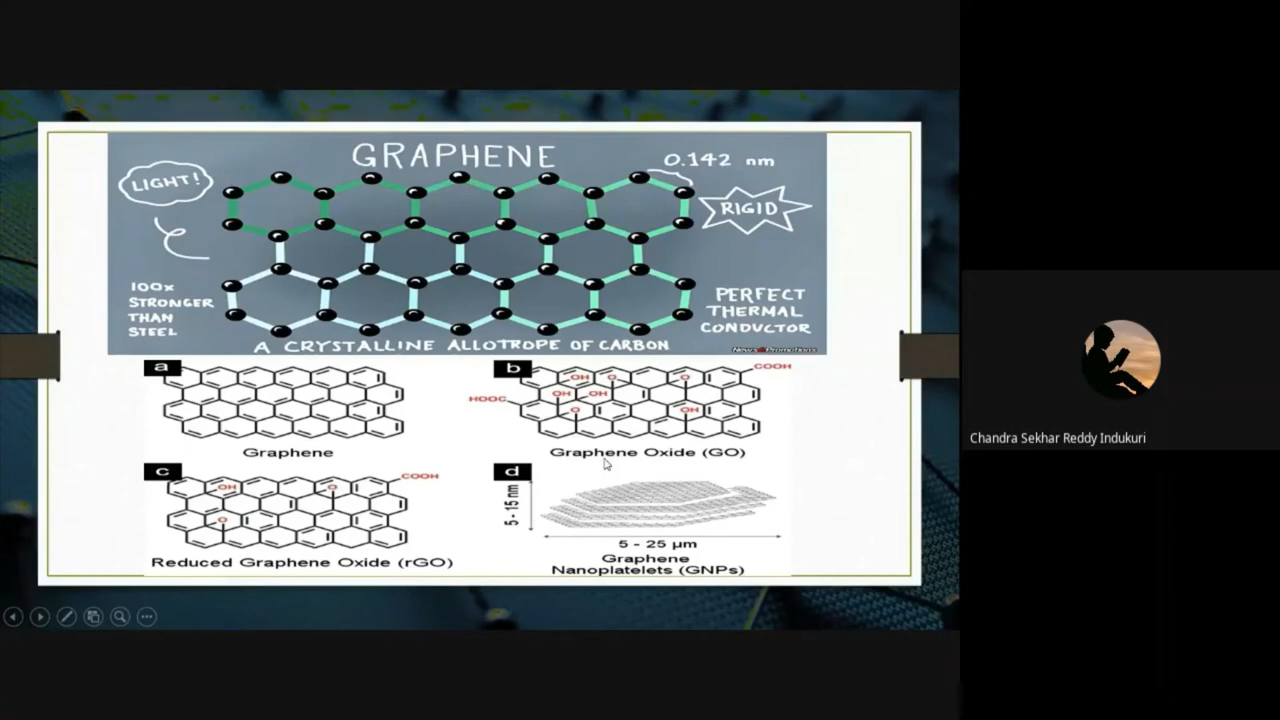 GRAPHENE
0.142 nm
LIGHT!
RIGID
100x
STRONGER
THAN
STEEL
PERFECT
THERMAL
CONDUCTOR
A CRYSTALLINE ALLOTROPE OF CARBON
News Promotions
a
Graphene
b
COOH
OH O O
HOOC OH OH
O OH
Graphene Oxide (GO)
c
COOH
OH O
O
Reduced Graphene Oxide (rGO)
d
5 - 15 nm
5 - 25 μm
Graphene
Nanoplatelets (GNPs)
Chandra Sekhar Reddy Indukuri